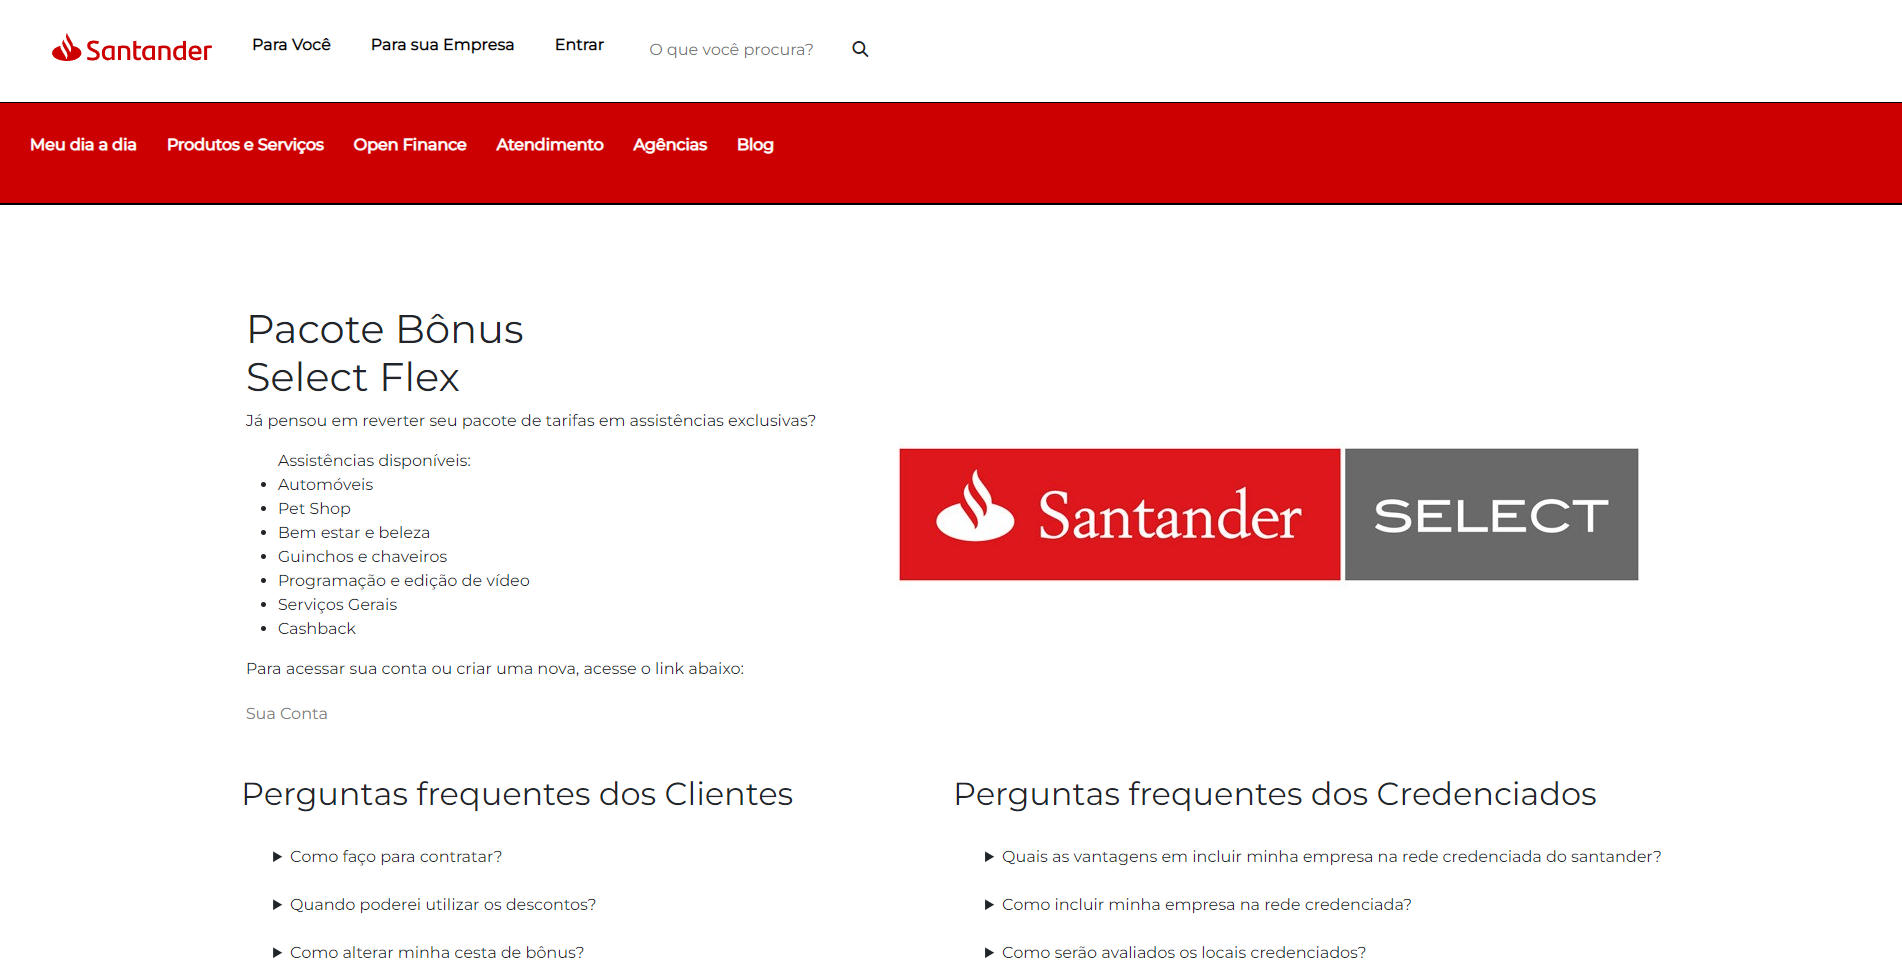 Santander
Para Você
Para sua Empresa
Entrar
O que você procura?
Meu dia a dia
Produtos e Serviços
Open Finance
Atendimento
Agências
Blog
Pacote Bônus
Select Flex
Já pensou em reverter seu pacote de tarifas em assistências exclusivas?
Assistências disponíveis:
Automóveis
Pet Shop
Bem estar e beleza
Guinchos e chaveiros
Programação e edição de vídeo
Serviços Gerais
Cashback
Para acessar sua conta ou criar uma nova, acesse o link abaixo:
Sua Conta
Santander SELECT
Perguntas frequentes dos Clientes
Como faço para contratar?
Quando poderei utilizar os descontos?
Como alterar minha cesta de bônus?
Perguntas frequentes dos Credenciados
Quais as vantagens em incluir minha empresa na rede credenciada do santander?
Como incluir minha empresa na rede credenciada?
Como serão avaliados os locais credenciados?